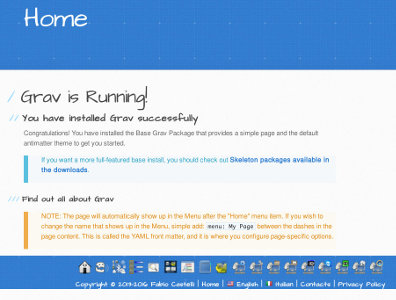 Home
/ Grav is Running!
// You have installed Grav successfully
Congratulations! You have installed the Base Grav Package that provides a simple page and the default
antimatter theme to get you started.
If you want a more full-featured base install, you should check out Skeleton packages available in
the downloads.
/// Find out all about Grav
NOTE: The page will automatically show up in the Menu after the "Home" menu item. If you wish to
change the name that shows up in the Menu, simple add: menu: My Page between the dashes in the
page content. This is called the YAML front matter, and it is where you configure page-specific options.
Copyright © 2013-2016 Fabio Castelli | Home | English | Italian | Contacts | Privacy Policy